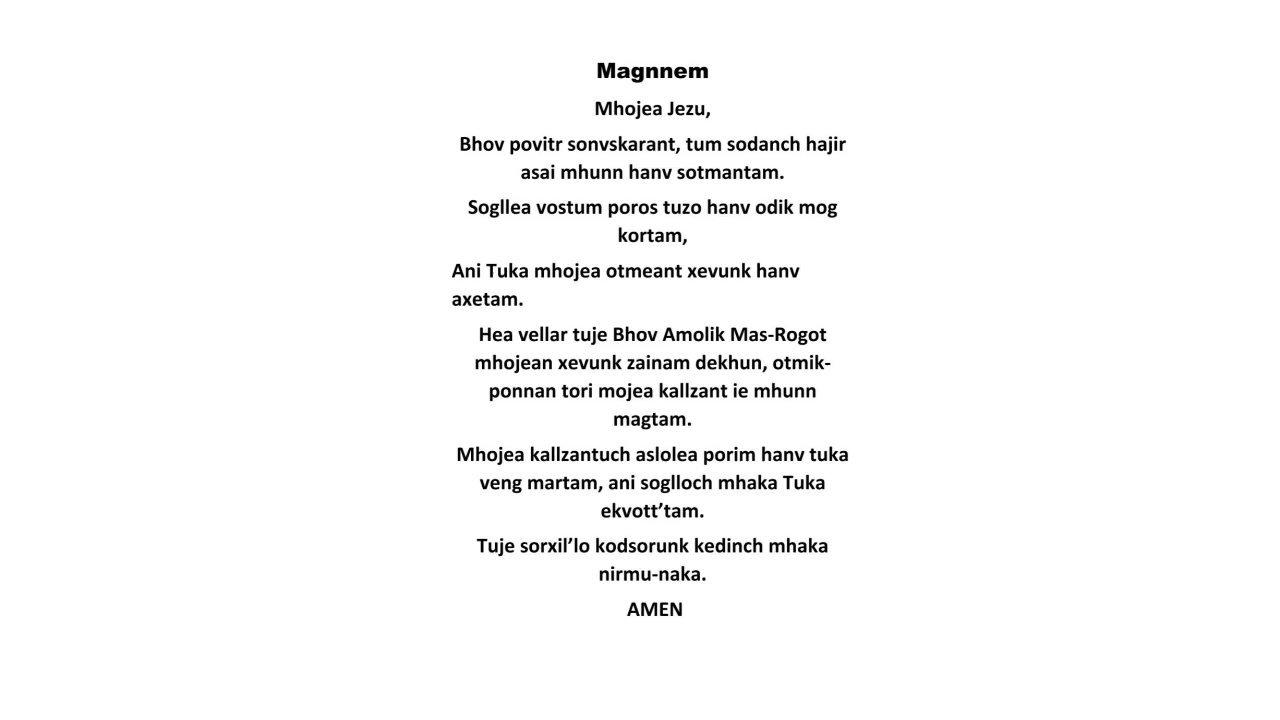 Magnnem
Mhojea Jezu,
Bhov povitr sonvskarant, tum sodanch hajir
asai mhunn hanv sotmantam.
Sogllea vostum poros tuzo hanv odik mog
kortam,
Ani Tuka mhojea otmeant xevunk hanv
axetam.
Hea vellar tuje Bhov Amolik Mas-Rogot
mhojean xevunk zainam dekhun, otmik-
ponnan tori mojea kallzant ie mhunn
magtam.
Mhojea kallzantuch aslolea porim hanv tuka
veng martam, ani soglloch mhaka Tuka
ekvott’tam.
Tuje sorxil’lo kodsorunk kedinch mhaka
nirmu-naka.
AMEN